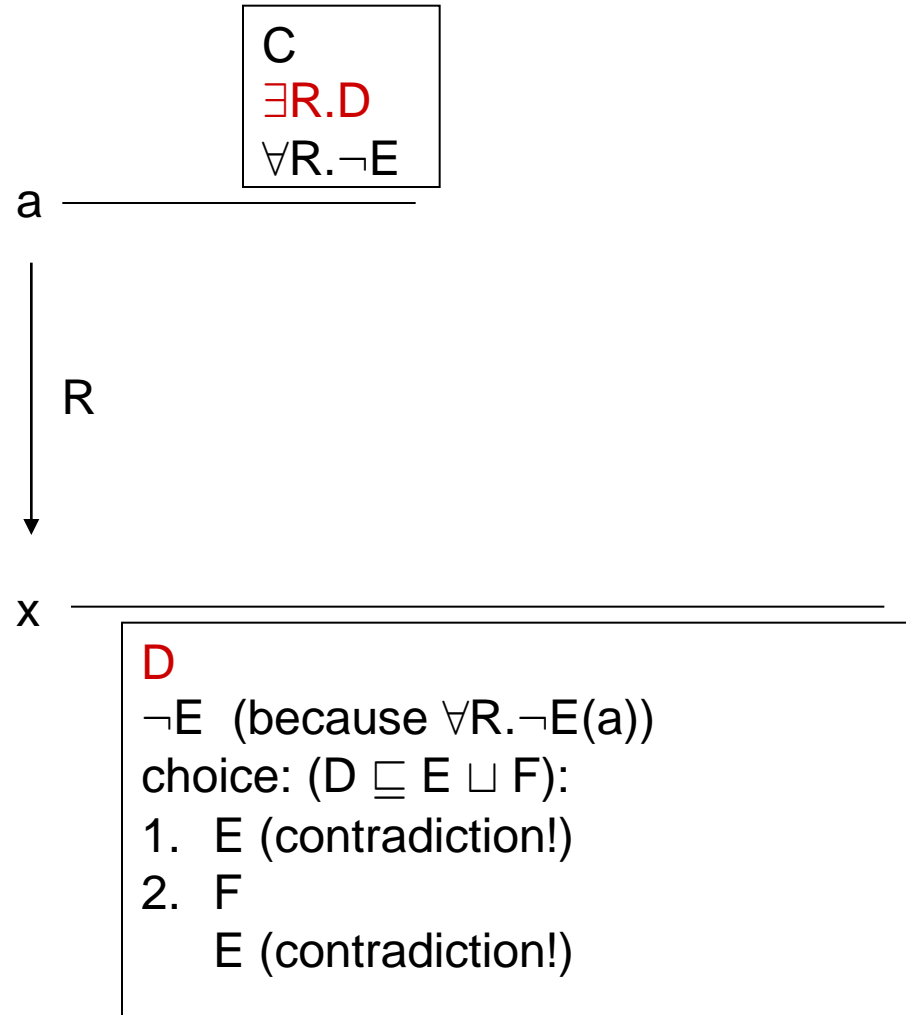 C
∃R.D
∀R.¬E
a
R
x
D
¬E (because ∀R.¬E(a))
choice: (D ⊑ E ⊔ F):
1. E (contradiction!)
2. F
E (contradiction!)